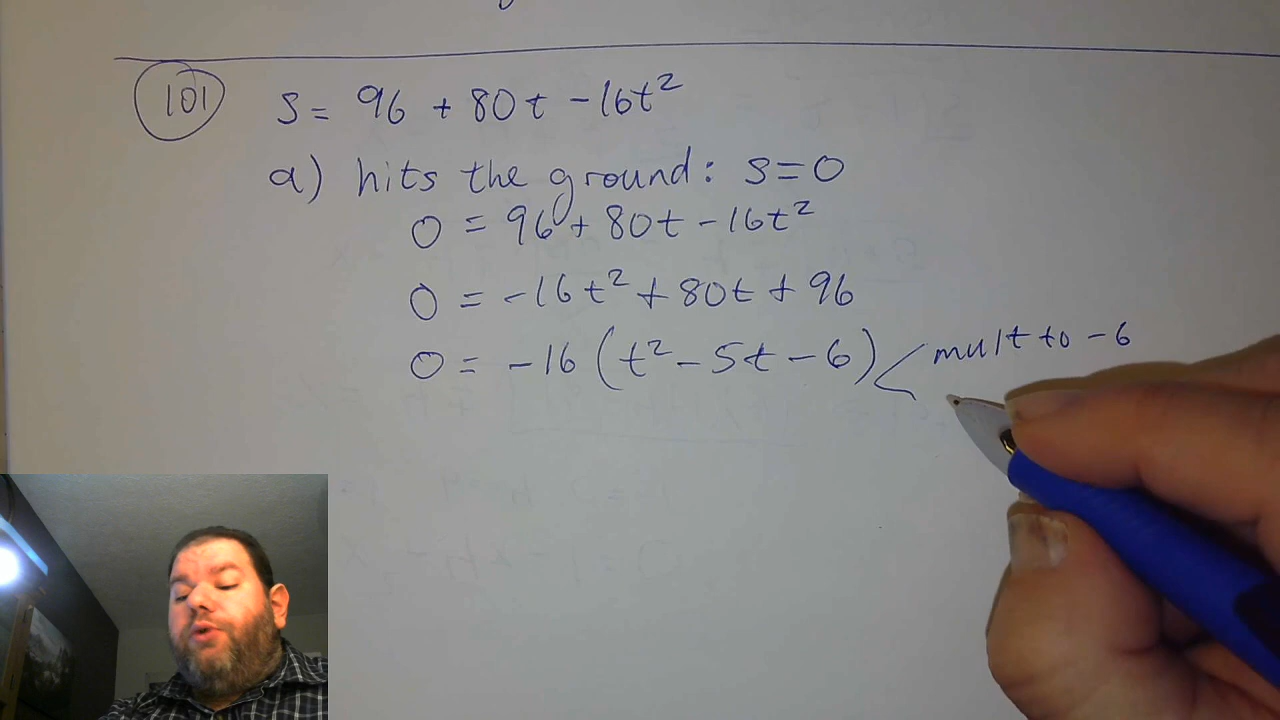 101 s = 96 + 80t - 16t²
a) hits the ground: s=0
0 = 96 + 80t - 16t²
0 = -16t² + 80t + 96
0 = -16 (t² - 5t - 6) < mult to -6